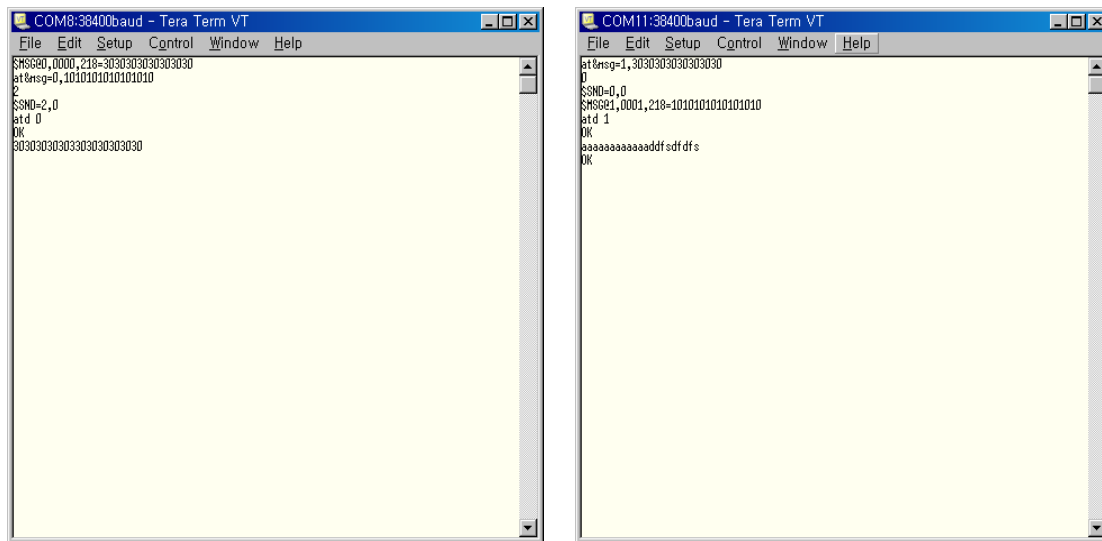 COM8:38400baud - Tera Term VT
File Edit Setup Control Window Help
$MSG@0,0000,218=3030303030303030
at&msg=0,1010101010101010
2
$SND=2,0
atd 0
OK
3030303030330303030303030
COM11:38400baud - Tera Term VT
File Edit Setup Control Window Help
at&msg=1,3030303030303030
0
$SND=0,0
$MSG@1,0001,218=1010101010101010
atd 1
OK
aaaaaaaaaaaaddfsdfdfs
OK